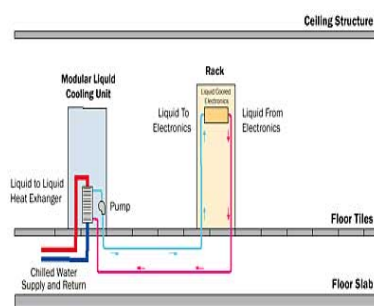 Ceiling Structure
Modular Liquid
Cooling Unit
Rack
Liquid Cooled
Electronics
Liquid To
Electronics
Liquid From
Electronics
Liquid to Liquid
Heat Exhanger
Pump
Floor Tiles
Chilled Water
Supply and Return
Floor Slab